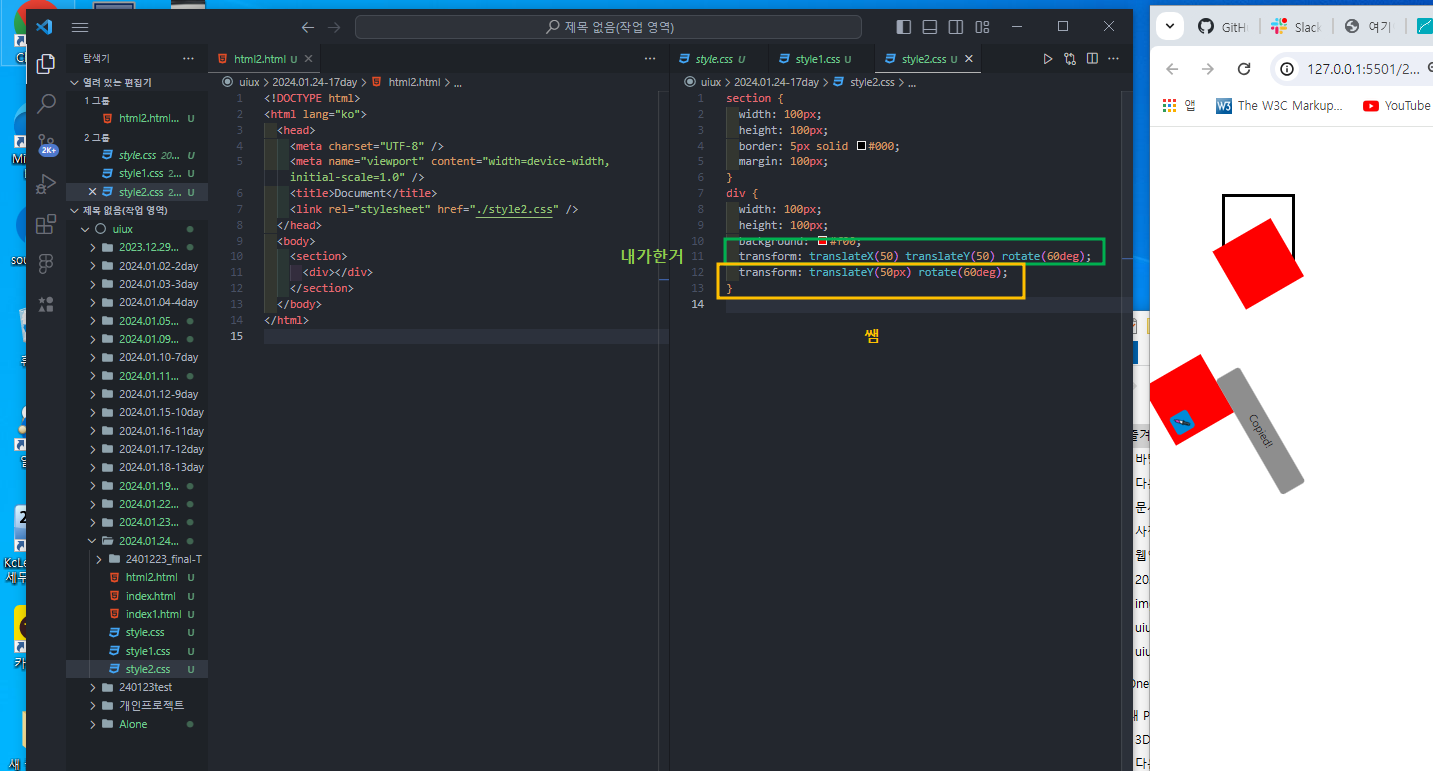 제목 없음(작업 영역)
탐색기
열려 있는 편집기
1 그룹
html2.html... U
2 그룹
style.css 20... U
style1.css 2... U
style2.css 2... U
제목 없음(작업 영역)
uiux
2023.12.29...
2024.01.02-2day
2024.01.03-3day
2024.01.04-4day
2024.01.05...
2024.01.09...
2024.01.10-7day
2024.01.11...
2024.01.12-9day
2024.01.15-10day
2024.01.16-11day
2024.01.17-12day
2024.01.18-13day
2024.01.19...
2024.01.22...
2024.01.23...
2024.01.24...
2401223_final-T
html2.html U
index.html U
index1.html U
style.css U
style1.css U
style2.css U
240123test
개인프로젝트
Alone
2K+
html2.html U
uiux > 2024.01.24-17day > html2.html > ...
1 <!DOCTYPE html>
2 <html lang="ko">
3 <head>
4 <meta charset="UTF-8" />
5 <meta name="viewport" content="width=device-width,
initial-scale=1.0" />
6 <title>Document</title>
7 <link rel="stylesheet" href="./style2.css" />
8 </head>
9 <body>
10 <section>
11 <div></div>
12 </section>
13 </body>
14 </html>
15
style.css U
style1.css U
style2.css U
uiux > 2024.01.24-17day > style2.css > ...
1 section {
2 width: 100px;
3 height: 100px;
4 border: 5px solid #000;
5 margin: 100px;
6 }
7 div {
8 width: 100px;
9 height: 100px;
10 background: #f00;
11 transform: translateX(50) translateY(50) rotate(60deg);
12 transform: translateY(50px) rotate(60deg);
13 }
14
내가한거
쌤
Slack
여기
127.0.0.1:5501/2...
앱
W3
The W3C Markup...
YouTube
Copied!